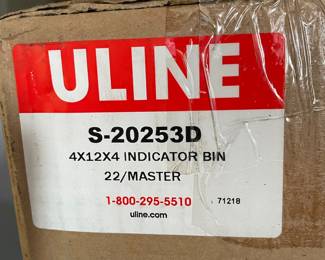 ULINE
S-20253D
4X12X4 INDICATOR BIN
22/MASTER
1-800-295-5510 71218
uline.com